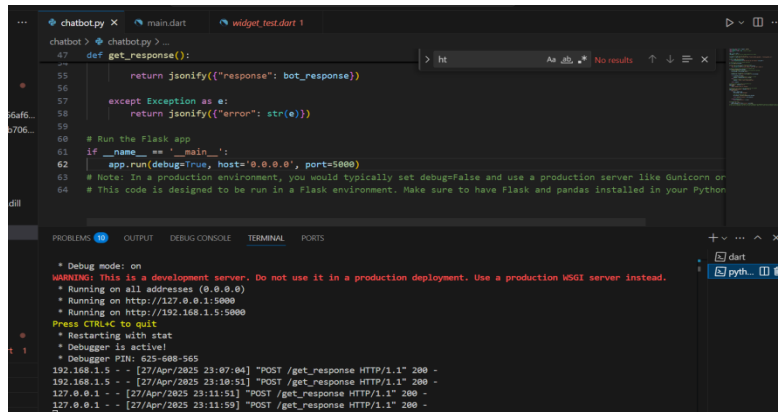 chatbot.py
main.dart
widget_test.dart 1
chatbot > chatbot.py > ...
47 def get_response():
ht
Aa ab
No results
55 return jsonify({"response": bot_response})
56
57 except Exception as e:
58 return jsonify({"error": str(e)})
59
60 # Run the Flask app
61 if __name__ == '__main__':
62 app.run(debug=True, host='0.0.0.0', port=5000)
63 # Note: In a production environment, you would typically set debug=False and use a production server like Gunicorn or
64 # This code is designed to be run in a Flask environment. Make sure to have Flask and pandas installed in your Python
56af6...
b706...
.dill
1
PROBLEMS 10 OUTPUT DEBUG CONSOLE TERMINAL PORTS
dart
pyth...
* Debug mode: on
WARNING: This is a development server. Do not use it in a production deployment. Use a production WSGI server instead.
* Running on all addresses (0.0.0.0)
* Running on http://127.0.0.1:5000
* Running on http://192.168.1.5:5000
Press CTRL+C to quit
* Restarting with stat
* Debugger is active!
* Debugger PIN: 625-608-565
192.168.1.5 - - [27/Apr/2025 23:07:04] "POST /get_response HTTP/1.1" 200 -
192.168.1.5 - - [27/Apr/2025 23:10:51] "POST /get_response HTTP/1.1" 200 -
127.0.0.1 - - [27/Apr/2025 23:11:51] "POST /get_response HTTP/1.1" 200 -
127.0.0.1 - - [27/Apr/2025 23:11:59] "POST /get_response HTTP/1.1" 200 -